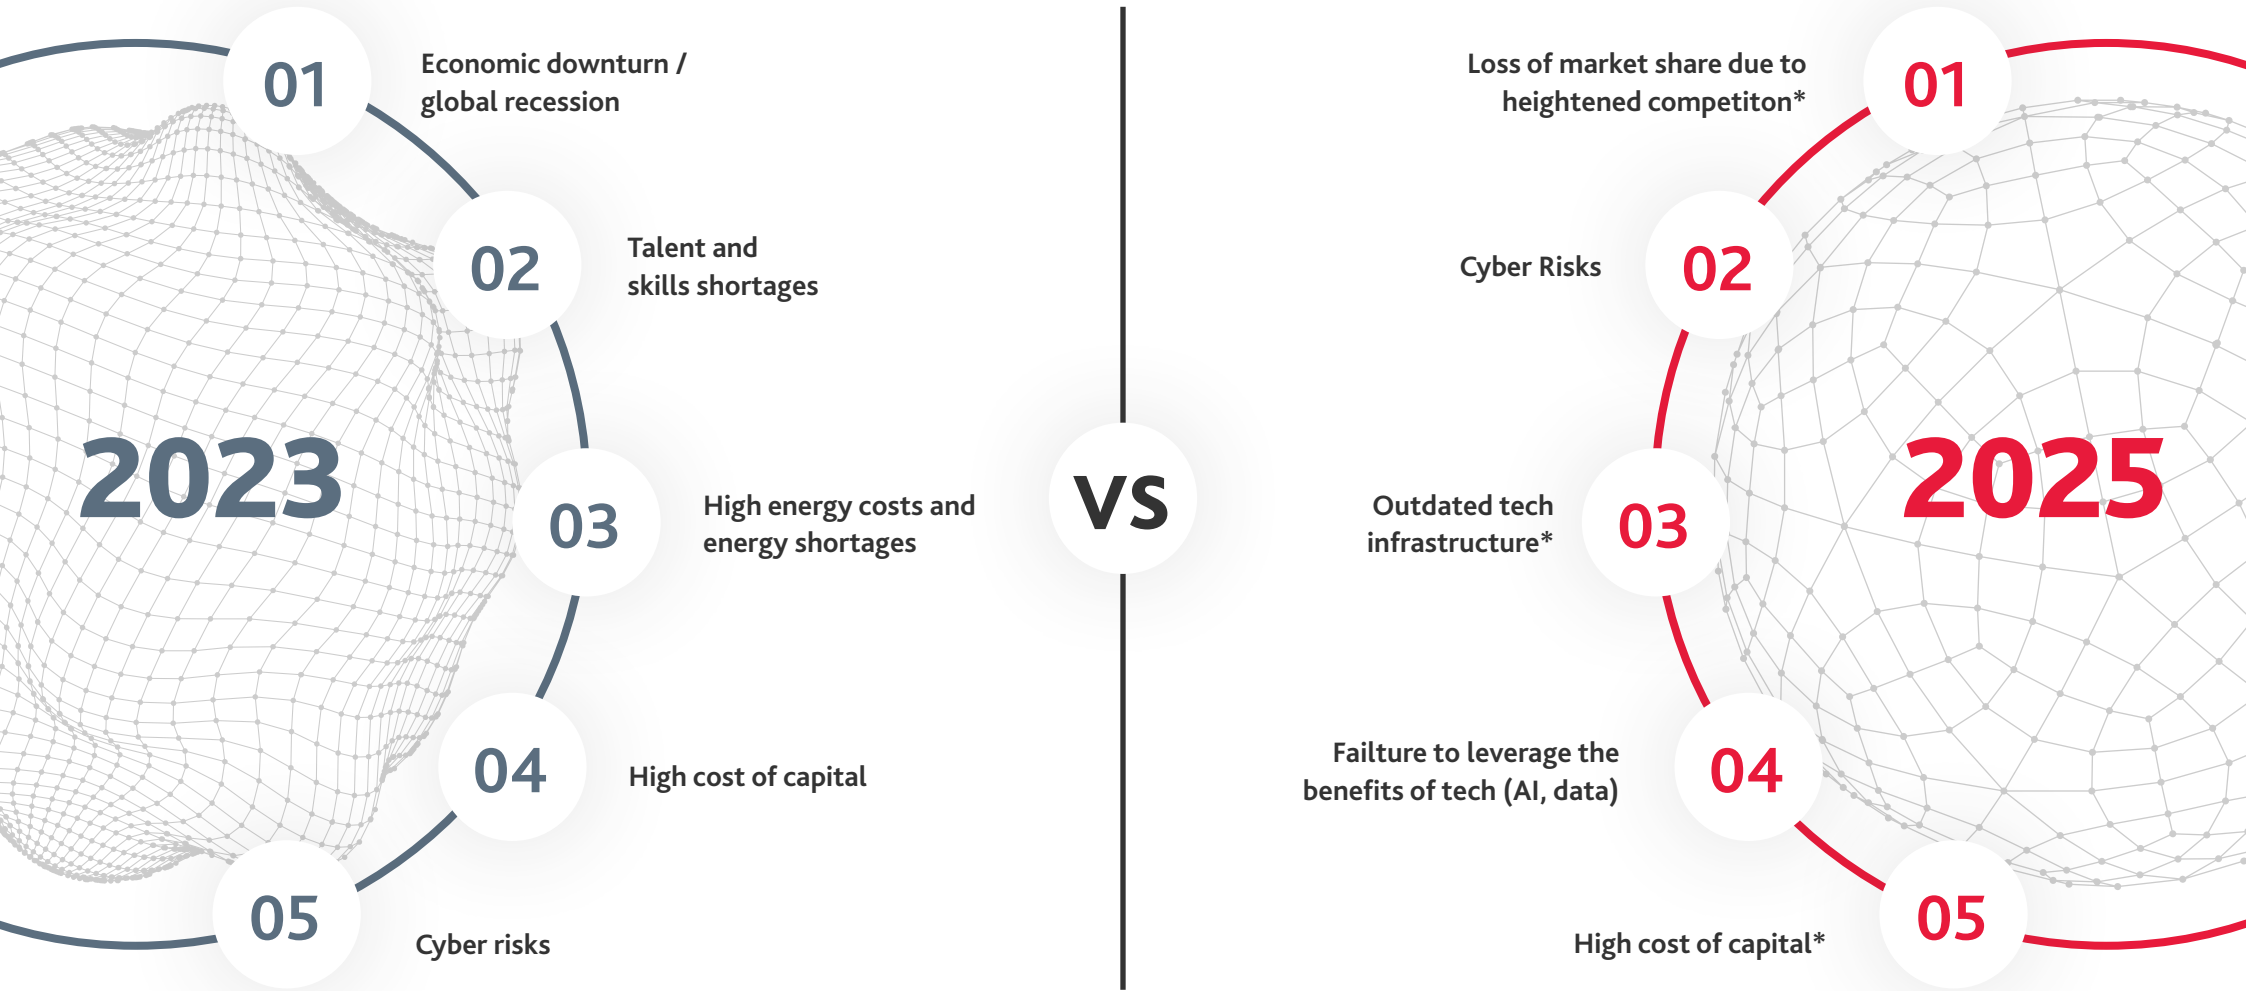 01
Economic downturn /
global recession
02
Talent and
skills shortages
2023
03
High energy costs and
energy shortages
04
High cost of capital
05
Cyber risks
VS
Loss of market share due to
heightened competiton*
01
Cyber Risks
02
Outdated tech
infrastructure*
03
2025
Failture to leverage the
benefits of tech (AI, data)
04
High cost of capital*
05